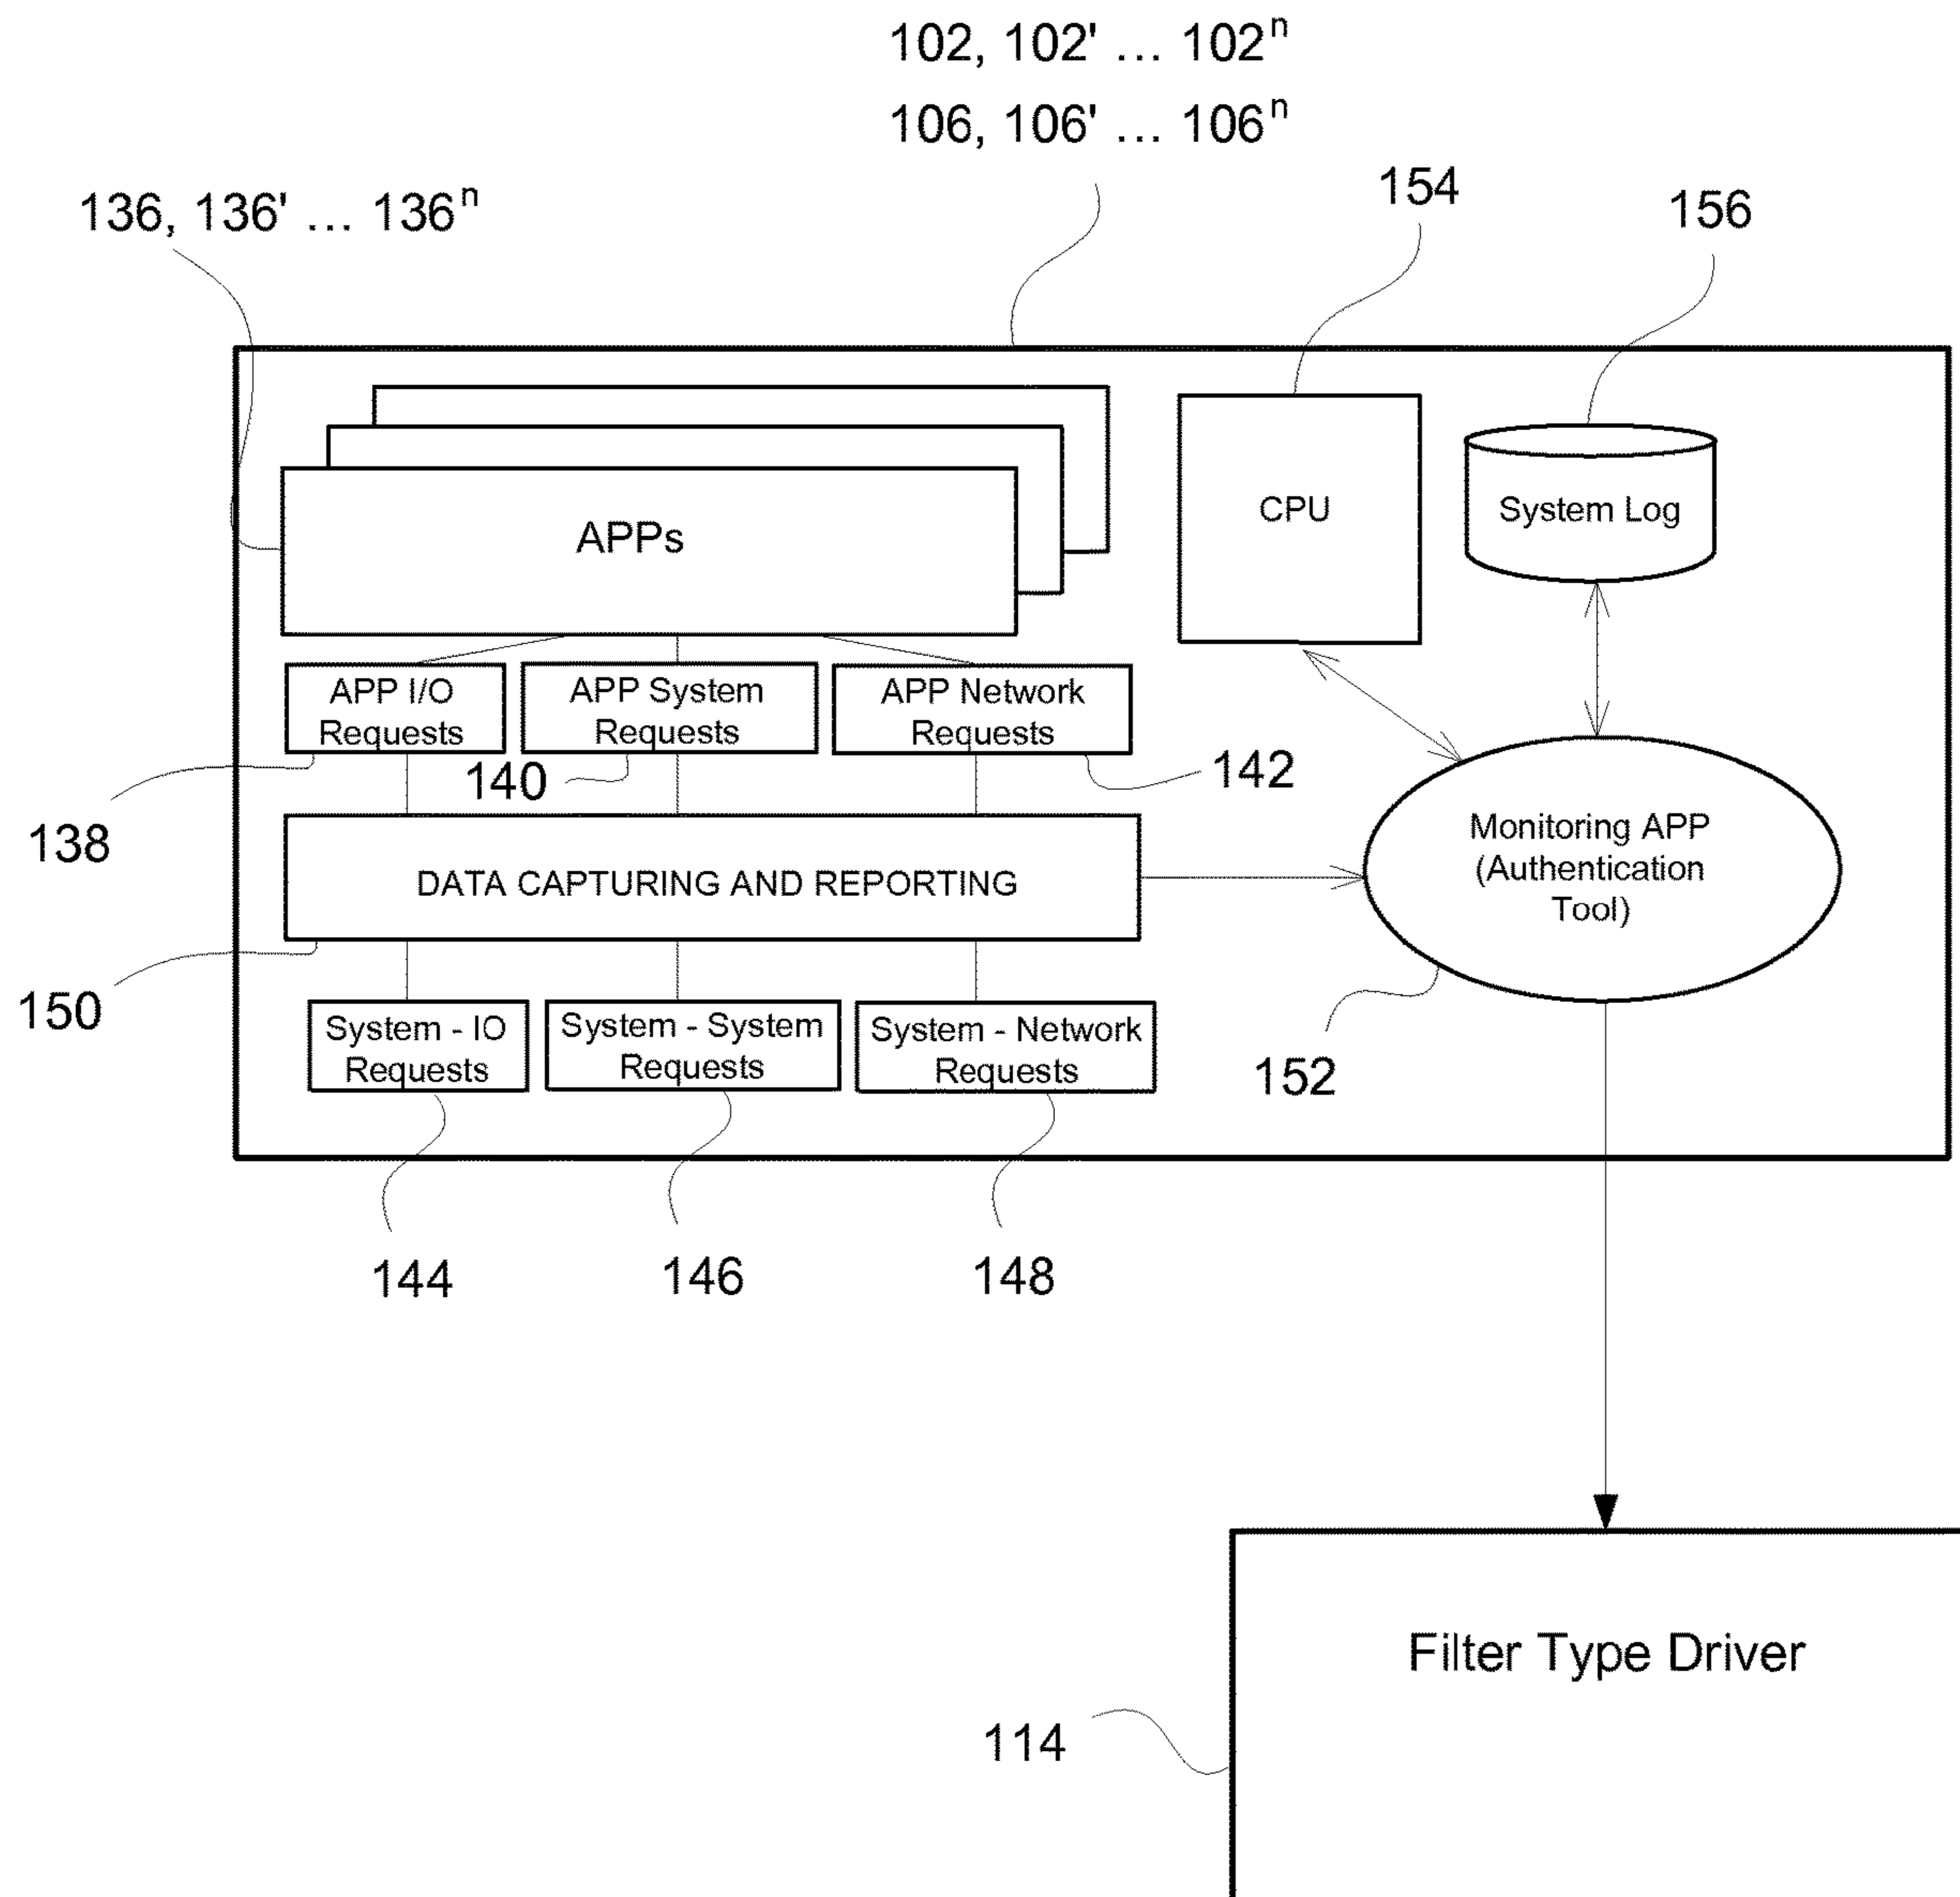 102, 102' ... 102ⁿ
106, 106' ... 106ⁿ
136, 136' ... 136ⁿ
154
156
APPs
CPU
System Log
APP I/O
Requests
APP System
Requests
APP Network
Requests
138
140
142
DATA CAPTURING AND REPORTING
Monitoring APP
(Authentication
Tool)
150
152
System - IO
Requests
System - System
Requests
System - Network
Requests
144
146
148
Filter Type Driver
114